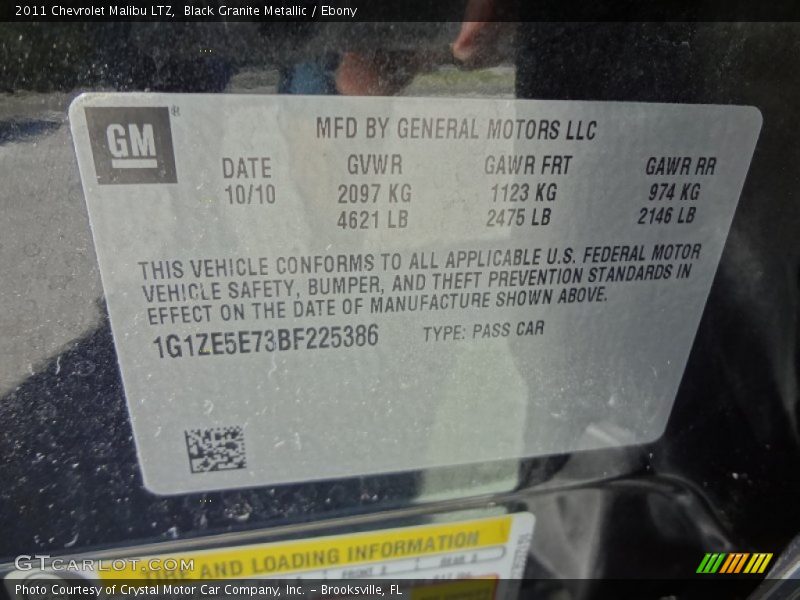 2011 Chevrolet Malibu LTZ, Black Granite Metallic / Ebony
GM®
MFD BY GENERAL MOTORS LLC
DATE GVWR GAWR FRT GAWR RR
10/10 2097 KG 1123 KG 974 KG
4621 LB 2475 LB 2146 LB
THIS VEHICLE CONFORMS TO ALL APPLICABLE U.S. FEDERAL MOTOR
VEHICLE SAFETY, BUMPER, AND THEFT PREVENTION STANDARDS IN
EFFECT ON THE DATE OF MANUFACTURE SHOWN ABOVE.
1G1ZE5E73BF225386 TYPE: PASS CAR
TIRE AND LOADING INFORMATION
GTCarLot.com
Photo Courtesy of Crystal Motor Car Company, Inc. – Brooksville, FL